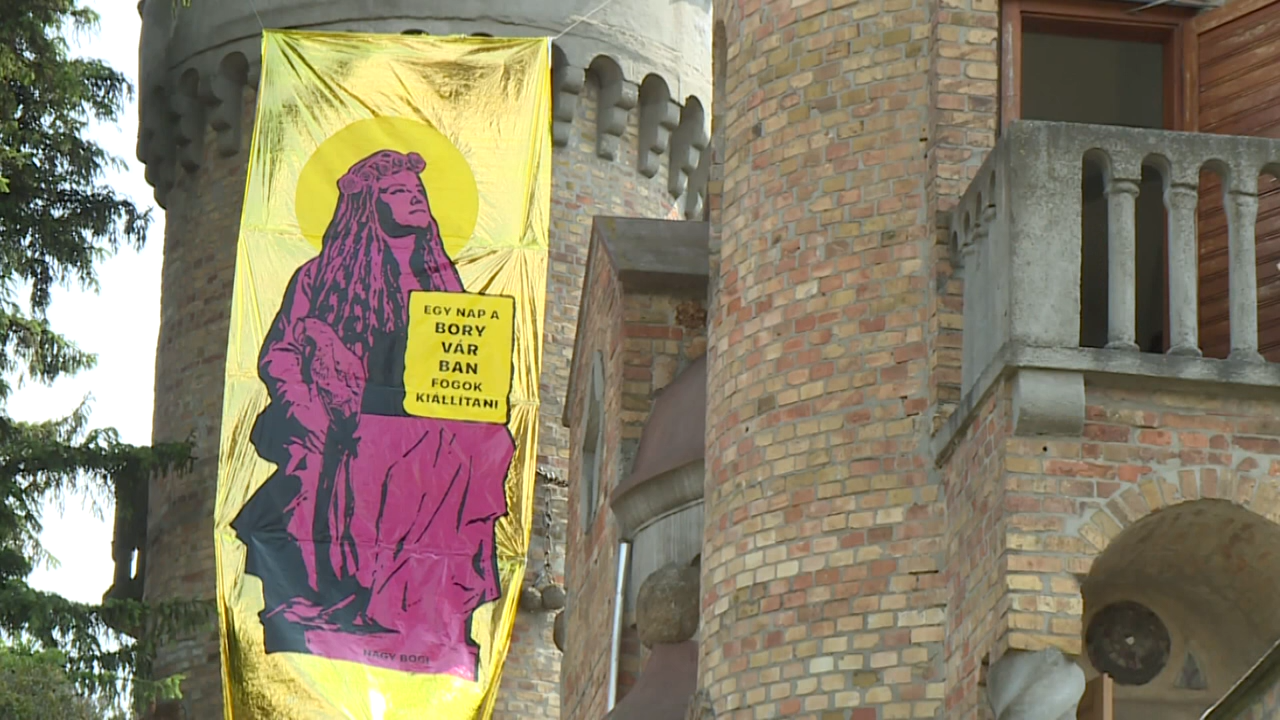 EGY NAP A
BORY
VÁR
BAN
FOGOK
KIÁLLÍTANI
NAGY BOGI